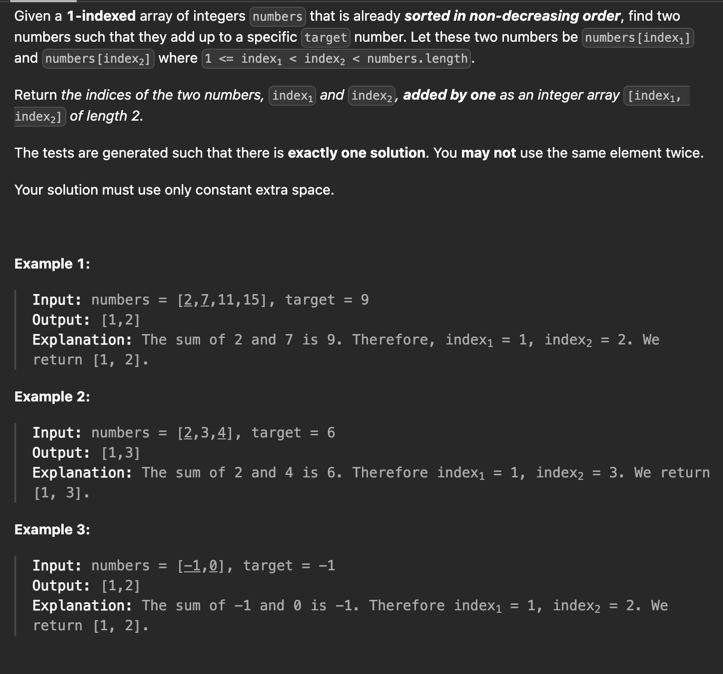 Given a 1-indexed array of integers numbers that is already sorted in non-decreasing order, find two
numbers such that they add up to a specific target number. Let these two numbers be numbers[index₁]
and numbers[index₂] where 1 <= index₁ < index₂ < numbers.length.
Return the indices of the two numbers, index₁ and index₂, added by one as an integer array [index₁,
index₂] of length 2.
The tests are generated such that there is exactly one solution. You may not use the same element twice.
Your solution must use only constant extra space.
Example 1:
Input: numbers = [2,7,11,15], target = 9
Output: [1,2]
Explanation: The sum of 2 and 7 is 9. Therefore, index₁ = 1, index₂ = 2. We
return [1, 2].
Example 2:
Input: numbers = [2,3,4], target = 6
Output: [1,3]
Explanation: The sum of 2 and 4 is 6. Therefore index₁ = 1, index₂ = 3. We return
[1, 3].
Example 3:
Input: numbers = [-1,0], target = -1
Output: [1,2]
Explanation: The sum of -1 and 0 is -1. Therefore index₁ = 1, index₂ = 2. We
return [1, 2].